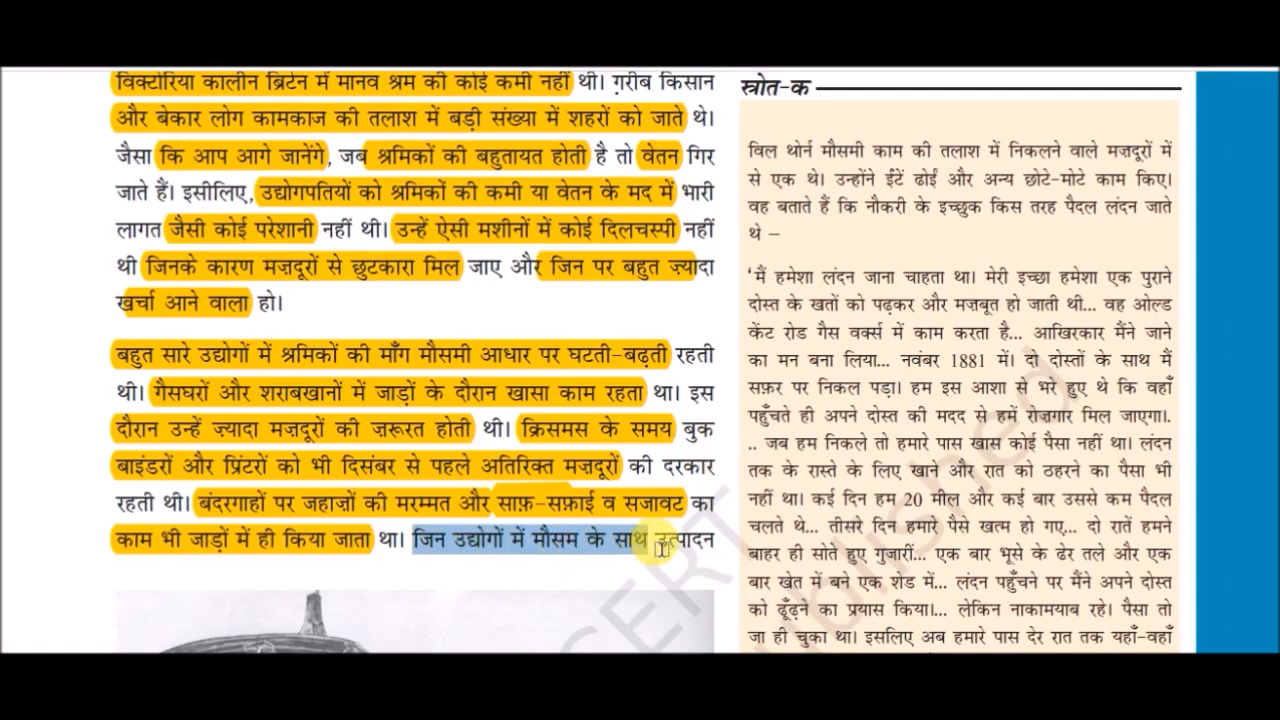 विक्टोरिया कालीन ब्रिटेन में मानव श्रम की कोई कमी नहीं थी। ग़रीब किसान
और बेकार लोग कामकाज की तलाश में बड़ी संख्या में शहरों को जाते थे।
जैसा कि आप आगे जानेंगे, जब श्रमिकों की बहुतायत होती है तो वेतन गिर
जाते हैं। इसीलिए, उद्योगपतियों को श्रमिकों की कमी या वेतन के मद में भारी
लागत जैसी कोई परेशानी नहीं थी। उन्हें ऐसी मशीनों में कोई दिलचस्पी नहीं
थी जिनके कारण मज़दूरों से छुटकारा मिल जाए और जिन पर बहुत ज़्यादा
खर्चा आने वाला हो।
बहुत सारे उद्योगों में श्रमिकों की माँग मौसमी आधार पर घटती-बढ़ती रहती
थी। गैसघरों और शराबखानों में जाड़ों के दौरान खासा काम रहता था। इस
दौरान उन्हें ज़्यादा मज़दूरों की ज़रूरत होती थी। क्रिसमस के समय बुक
बाइंडरों और प्रिंटरों को भी दिसंबर से पहले अतिरिक्त मज़दूरों की दरकार
रहती थी। बंदरगाहों पर जहाज़ों की मरम्मत और साफ़-सफ़ाई व सजावट का
काम भी जाड़ों में ही किया जाता था। जिन उद्योगों में मौसम के साथ उत्पादन
स्रोत-क
विल थोर्न मौसमी काम की तलाश में निकलने वाले मज़दूरों में
से एक थे। उन्होंने ईंटें ढोईं और अन्य छोटे-मोटे काम किए।
वह बताते हैं कि नौकरी के इच्छुक किस तरह पैदल लंदन जाते
थे –
‘मैं हमेशा लंदन जाना चाहता था। मेरी इच्छा हमेशा एक पुराने
दोस्त के खतों को पढ़कर और मज़बूत हो जाती थी... वह ओल्ड
केंट रोड गैस वर्क्स में काम करता है... आखिरकार मैंने जाने
का मन बना लिया... नवंबर 1881 में। दो दोस्तों के साथ मैं
सफ़र पर निकल पड़ा। हम इस आशा से भरे हुए थे कि वहाँ
पहुँचते ही अपने दोस्त की मदद से हमें रोज़गार मिल जाएगा।.
.. जब हम निकले तो हमारे पास खास कोई पैसा नहीं था। लंदन
तक के रास्ते के लिए खाने और रात को ठहरने का पैसा भी
नहीं था। कई दिन हम 20 मील और कई बार उससे कम पैदल
चलते थे... तीसरे दिन हमारे पैसे खत्म हो गए... दो रातें हमने
बाहर ही सोते हुए गुजारीं... एक बार भूसे के ढेर तले और एक
बार खेत में बने एक शेड में... लंदन पहुँचने पर मैंने अपने दोस्त
को ढूँढ़ने का प्रयास किया।... लेकिन नाकामयाब रहे। पैसा तो
जा ही चुका था। इसलिए अब हमारे पास देर रात तक यहाँ-वहाँ